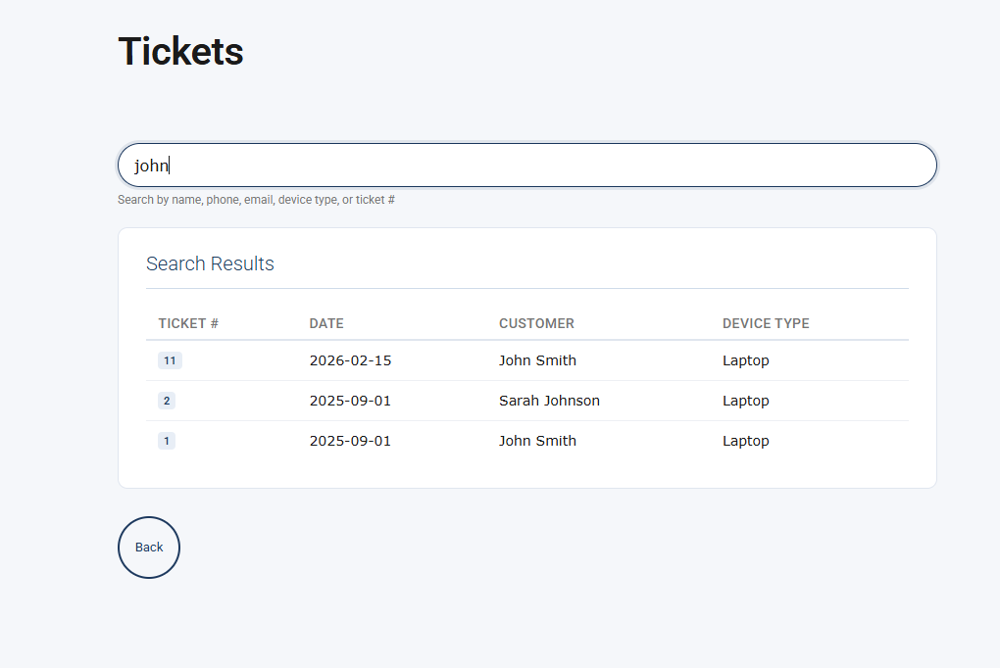 Tickets
john
Search by name, phone, email, device type, or ticket #
Search Results
TICKET # DATE CUSTOMER DEVICE TYPE
11 2026-02-15 John Smith Laptop
2 2025-09-01 Sarah Johnson Laptop
1 2025-09-01 John Smith Laptop
Back